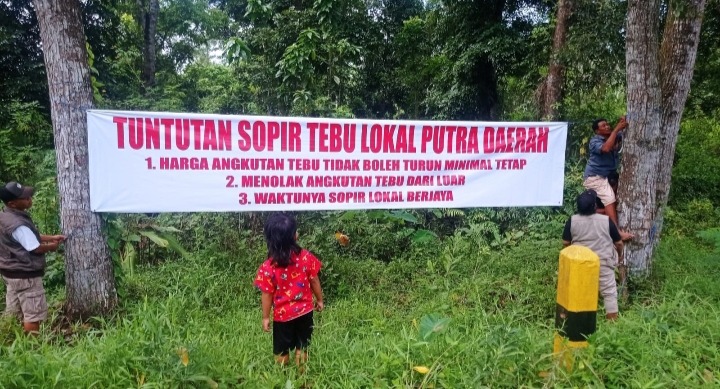 TUNTUTAN SOPIR TEBU LOKAL PUTRA DAERAH
1. HARGA ANGKUTAN TEBU TIDAK BOLEH TURUN MINIMAL TETAP
2. MENOLAK ANGKUTAN TEBU DARI LUAR
3. WAKTUNYA SOPIR LOKAL BERJAYA